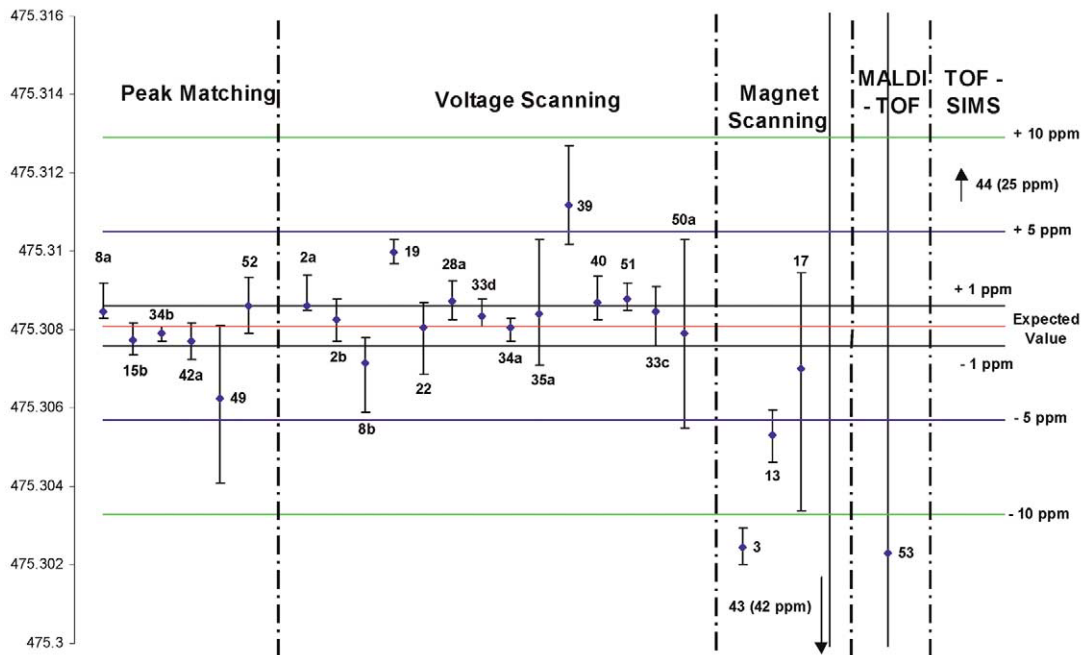 475.316
475.314
475.312
475.31
475.308
475.306
475.304
475.302
475.3
Peak Matching
Voltage Scanning
Magnet
Scanning
MALDI
- TOF
TOF -
SIMS
+ 10 ppm
44 (25 ppm)
+ 5 ppm
+ 1 ppm
Expected
Value
- 1 ppm
- 5 ppm
- 10 ppm
8a
15b
34b
42a
49
52
2a
2b
8b
19
22
28a
33d
34a
35a
39
40
51
33c
50a
3
13
17
43 (42 ppm)
53